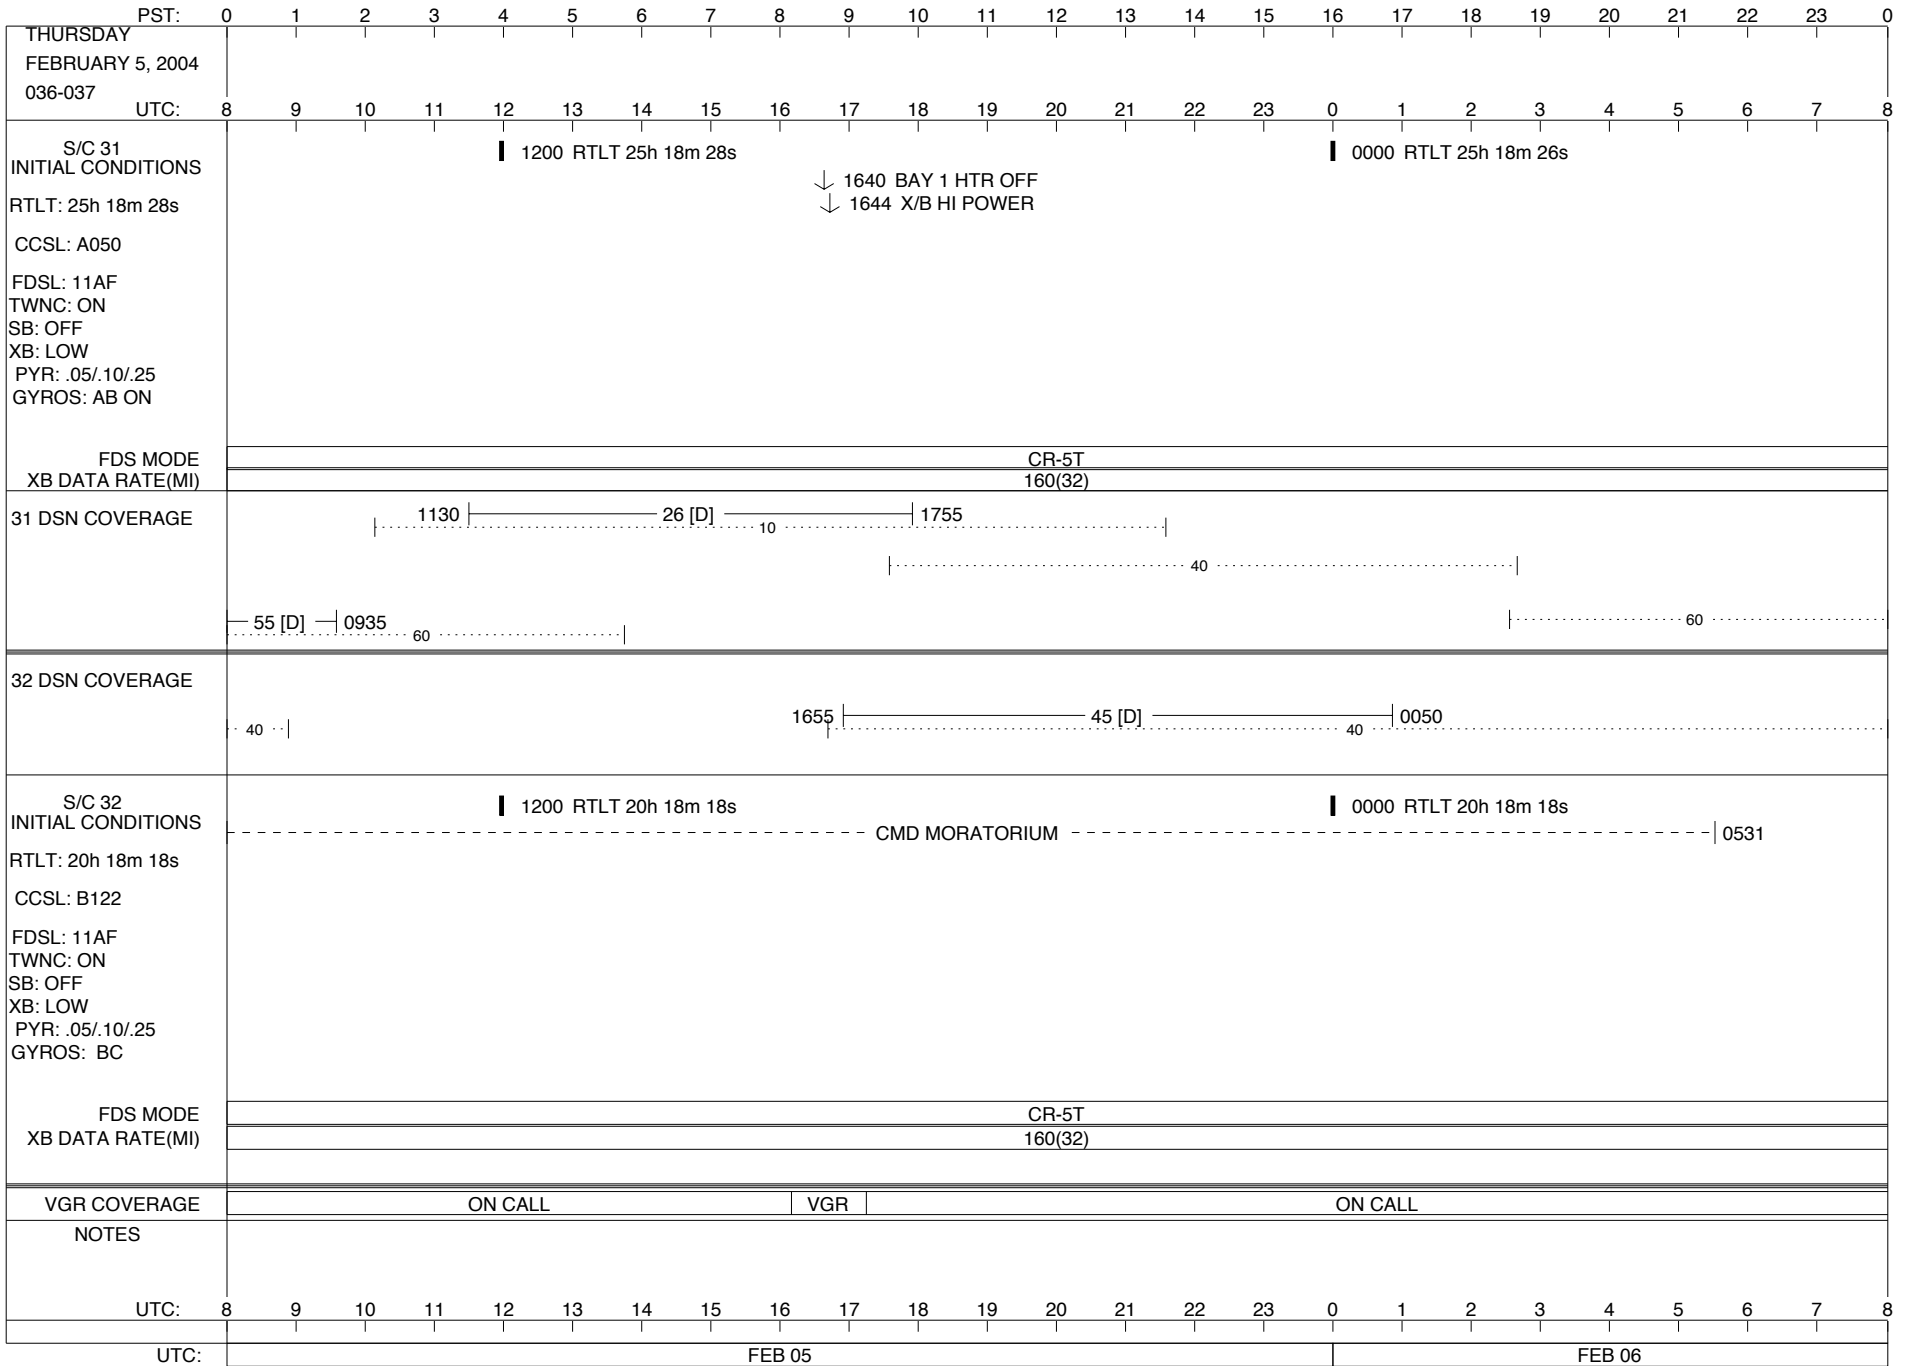 PST: 0 1 2 3 4 5 6 7 8 9 10 11 12 13 14 15 16 17 18 19 20 21 22 23 0
THURSDAY
FEBRUARY 5, 2004
036-037
UTC: 8 9 10 11 12 13 14 15 16 17 18 19 20 21 22 23 0 1 2 3 4 5 6 7 8
S/C 31
INITIAL CONDITIONS
1200 RTLT 25h 18m 28s
0000 RTLT 25h 18m 26s
1640 BAY 1 HTR OFF
1644 X/B HI POWER
RTLT: 25h 18m 28s
CCSL: A050
FDSL: 11AF
TWNC: ON
SB: OFF
XB: LOW
PYR: .05/.10/.25
GYROS: AB ON
FDS MODE CR-5T
XB DATA RATE(MI) 160(32)
31 DSN COVERAGE
1130 26 [D] 1755
10
40
55 [D] 0935
60
60
32 DSN COVERAGE
1655 45 [D] 0050
40
40
S/C 32
INITIAL CONDITIONS
1200 RTLT 20h 18m 18s
0000 RTLT 20h 18m 18s
CMD MORATORIUM 0531
RTLT: 20h 18m 18s
CCSL: B122
FDSL: 11AF
TWNC: ON
SB: OFF
XB: LOW
PYR: .05/.10/.25
GYROS: BC
FDS MODE CR-5T
XB DATA RATE(MI) 160(32)
VGR COVERAGE ON CALL VGR ON CALL
NOTES
UTC: 8 9 10 11 12 13 14 15 16 17 18 19 20 21 22 23 0 1 2 3 4 5 6 7 8
UTC: FEB 05 FEB 06